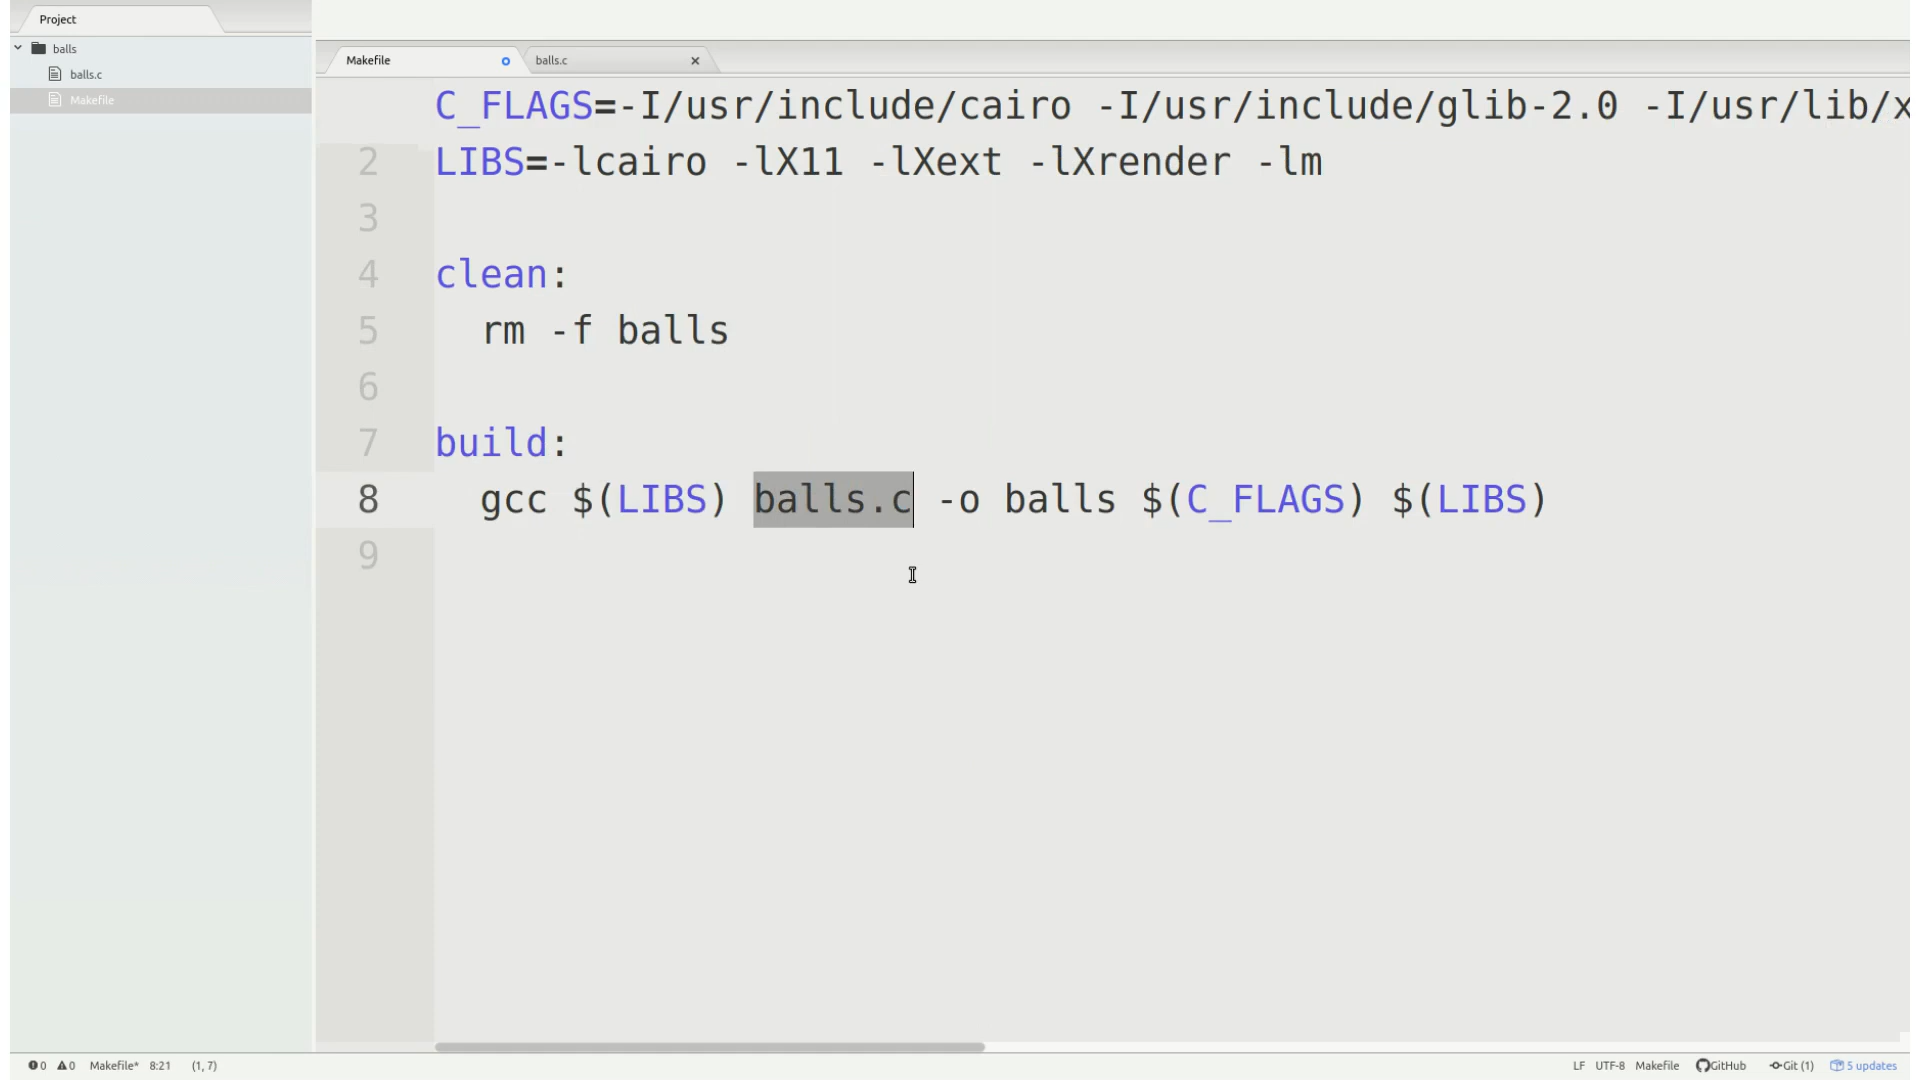 Project
balls
balls.c
Makefile
Makefile
balls.c
C_FLAGS=-I/usr/include/cairo -I/usr/include/glib-2.0 -I/usr/lib/x
2 LIBS=-lcairo -lX11 -lXext -lXrender -lm
3
4 clean:
5 rm -f balls
6
7 build:
8 gcc $(LIBS) balls.c -o balls $(C_FLAGS) $(LIBS)
9
0 0 Makefile* 8:21 (1, 7)
LF UTF-8 Makefile GitHub Git (1) 5 updates